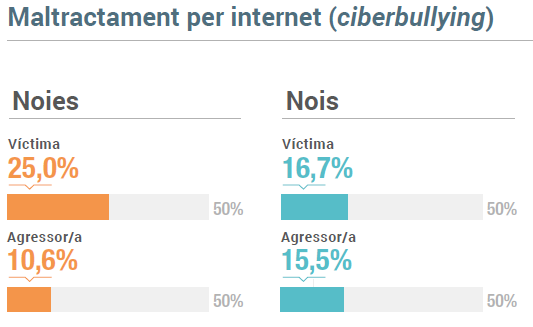 Maltractament per internet (ciberbullying)
Noies
Víctima
25,0%
50%
Agressor/a
10,6%
50%
Nois
Víctima
16,7%
50%
Agressor/a
15,5%
50%